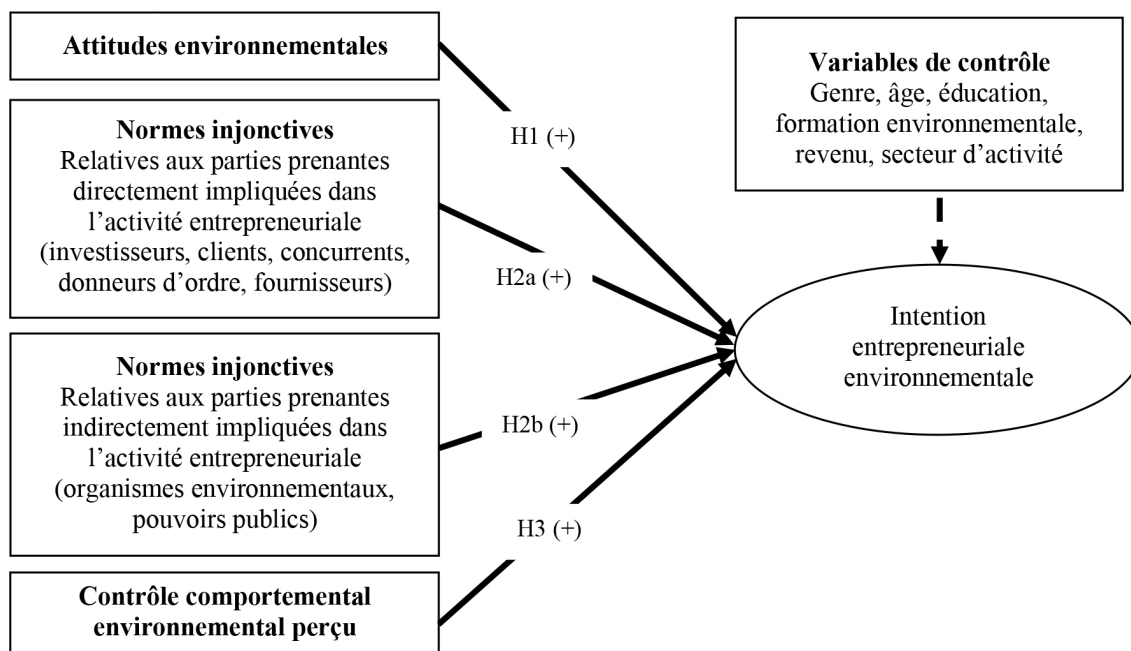 Attitudes environnementales
Normes injonctives
Relatives aux parties prenantes
directement impliquées dans
l’activité entrepreneuriale
(investisseurs, clients, concurrents,
donneurs d’ordre, fournisseurs)
Normes injonctives
Relatives aux parties prenantes
indirectement impliquées dans
l’activité entrepreneuriale
(organismes environnementaux,
pouvoirs publics)
Contrôle comportemental
environnemental perçu
H1 (+)
H2a (+)
H2b (+)
H3 (+)
Variables de contrôle
Genre, âge, éducation,
formation environnementale,
revenu, secteur d’activité
Intention
entrepreneuriale
environnementale